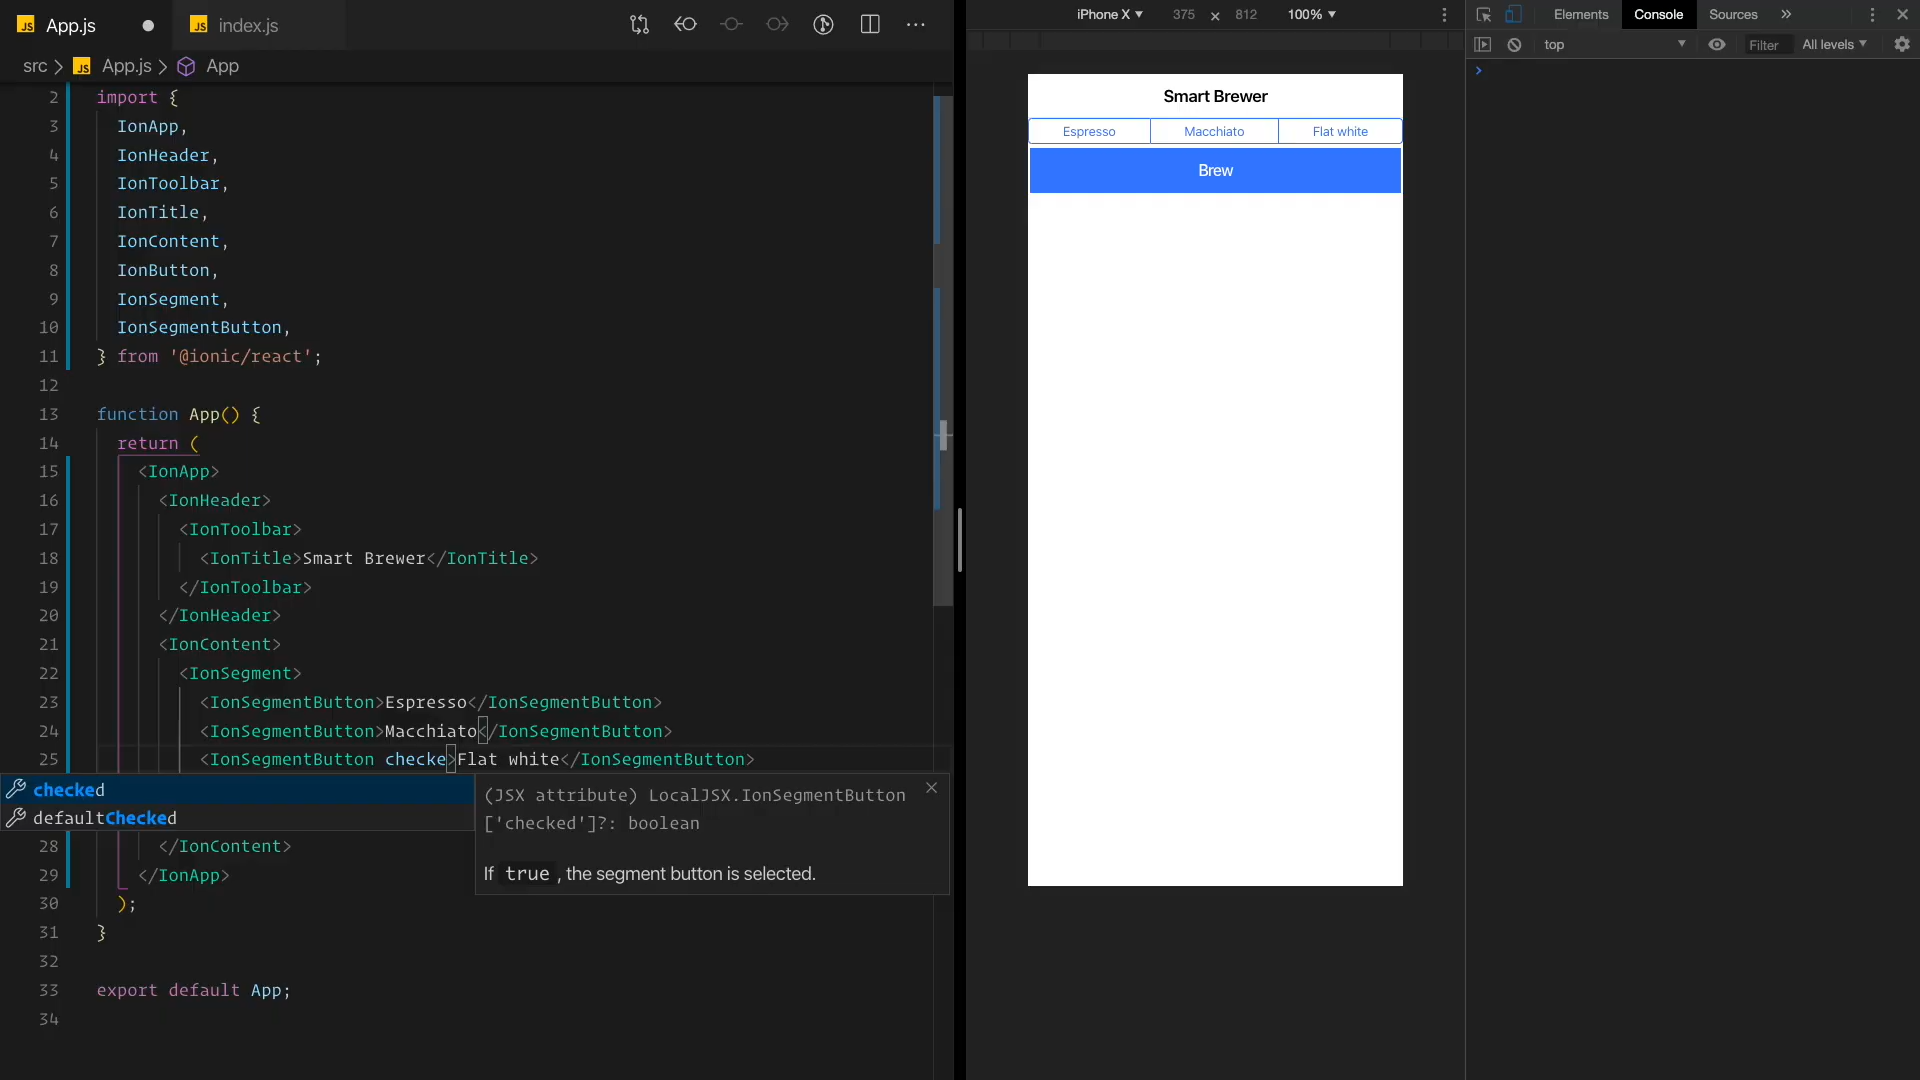 JS App.js ●
JS index.js
src > JS App.js > App
2 import {
3 IonApp,
4 IonHeader,
5 IonToolbar,
6 IonTitle,
7 IonContent,
8 IonButton,
9 IonSegment,
10 IonSegmentButton,
11 } from '@ionic/react';
12
13 function App() {
14 return (
15 <IonApp>
16 <IonHeader>
17 <IonToolbar>
18 <IonTitle>Smart Brewer</IonTitle>
19 </IonToolbar>
20 </IonHeader>
21 <IonContent>
22 <IonSegment>
23 <IonSegmentButton>Espresso</IonSegmentButton>
24 <IonSegmentButton>Macchiato</IonSegmentButton>
25 <IonSegmentButton checke>Flat white</IonSegmentButton>
checked
defaultChecked
(JSX attribute) LocalJSX.IonSegmentButton
['checked']?: boolean
If true, the segment button is selected.
28 </IonContent>
29 </IonApp>
30 );
31 }
32
33 export default App;
34
iPhone X ▼ 375 × 812 100% ▼
Smart Brewer
Espresso Macchiato Flat white
Brew
Elements Console Sources »
top ▼ Filter All levels ▼
>